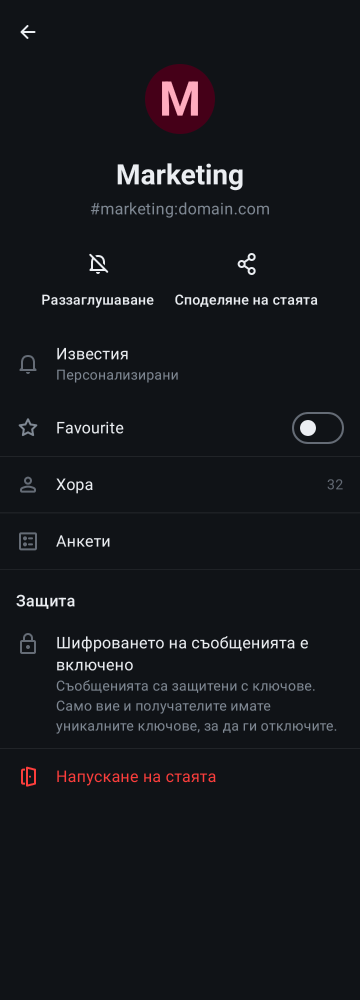 M
Marketing
#marketing:domain.com
Раззаглушаване
Споделяне на стаята
Известия
Персонализирани
Favourite
Хора
32
Анкети
Защита
Шифроването на съобщенията е
включено
Съобщенията са защитени с ключове.
Само вие и получателите имате
уникалните ключове, за да ги отключите.
Напускане на стаята